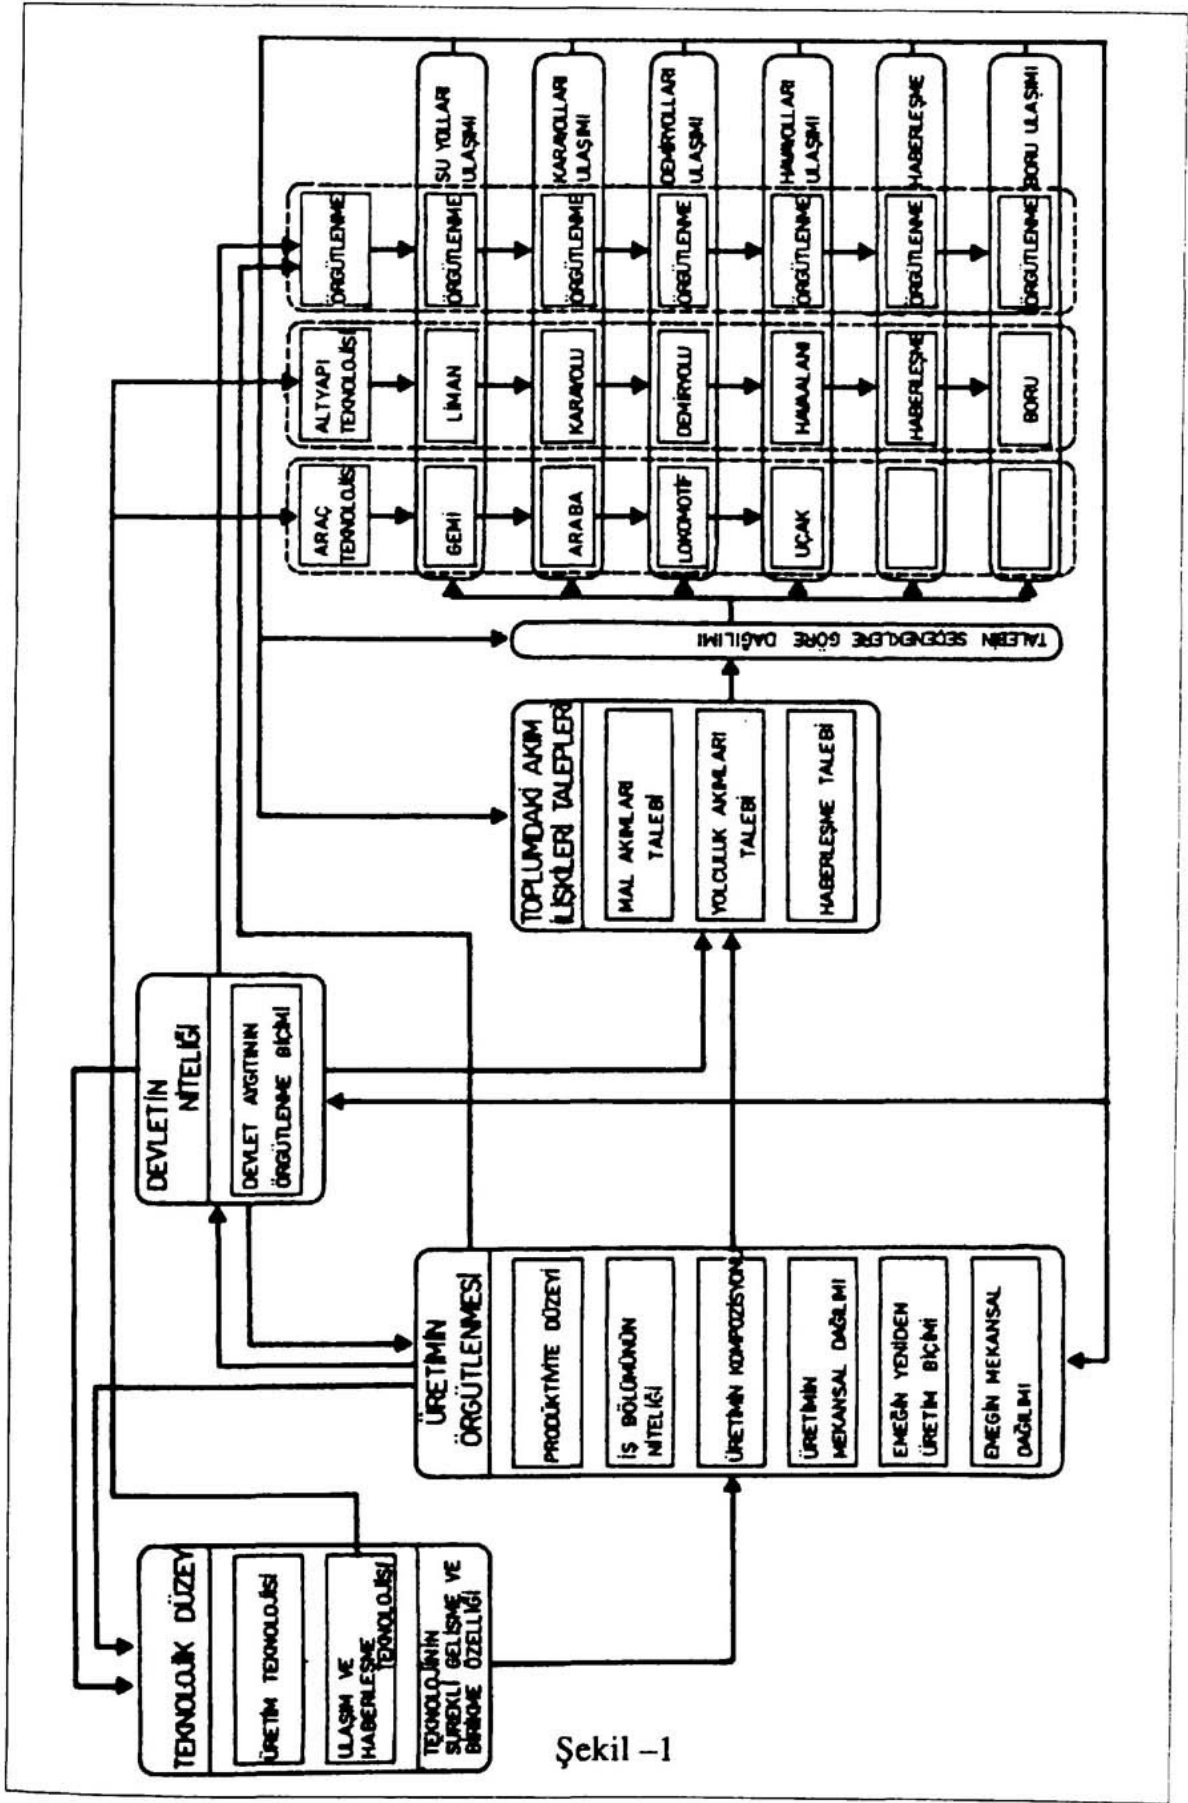 TEKNOLOJİK DÜZEY
ÜRETİM TEKNOLOJİSİ
ULAŞIM VE
HABERLEŞME
TEKNOLOJİSİ
TEKNOLOJİNİN
SÜREKLİ GELİŞME VE
BİRİKME ÖZELLİĞİ
ÜRETİMİN
ÖRGÜTLENMESİ
PRODÜKTİVİTE DÜZEYİ
İŞ BÖLÜMÜNÜN
NİTELİĞİ
ÜRETİMİN KOMPOZİSYONU
ÜRETİMİN
MEKANSAL DAĞILIMI
EMEĞİN YENİDEN
ÜRETİM BİÇİMİ
EMEGİN MEKANSAL
DAĞILIMI
DEVLETİN
NİTELİĞİ
DEVLET AYGITININ
ÖRGÜTLENME BİÇİMİ
TOPLUMDAKİ AKIM
İLİŞKİLERİ TALEPLERİ
MAL AKIMLARI
TALEBİ
YOLCULUK AKIMLARI
TALEBİ
HABERLEŞME TALEBİ
TALEBİN SEÇENEKLERE GÖRE DAĞILIMI
ARAÇ
TEKNOLOJİSİ
ALTYAPI
TEKNOLOJİSİ
ÖRGÜTLENME
GEMİ
LİMAN
ÖRGÜTLENME
SU YOLLARI
ULAŞIMI
ARABA
KARAYOLU
ÖRGÜTLENME
KARAYOLLARI
ULAŞIMI
LOKOMOTİF
DEMİRYOLU
ÖRGÜTLENME
DEMİRYOLLARI
ULAŞIMI
UÇAK
HAVAALANI
ÖRGÜTLENME
HAVAYOLLARI
ULAŞIMI
HABERLEŞME
ÖRGÜTLENME
HABERLEŞME
BORU
ÖRGÜTLENME
BORU ULAŞIMI
Şekil –1